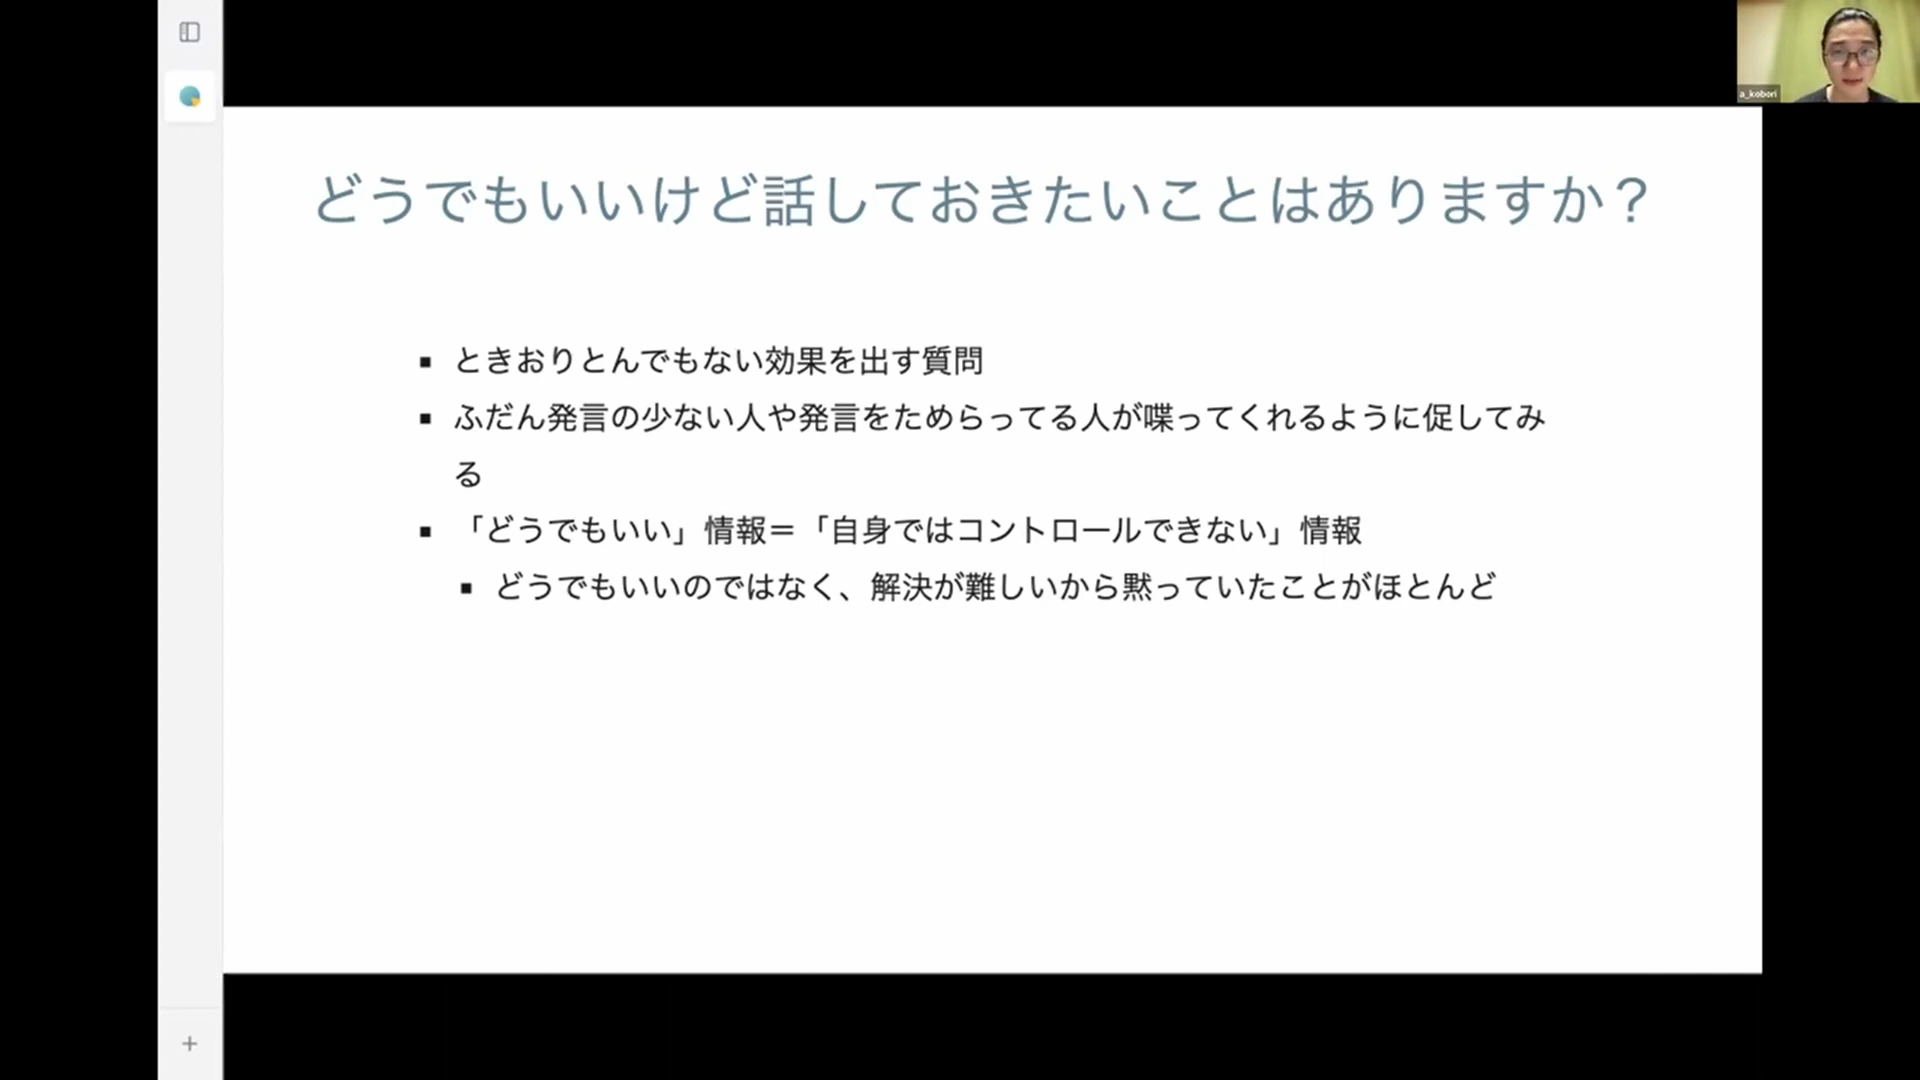 a_kobori
どうでもいいけど話しておきたいことはありますか？
▪ ときおりとんでもない効果を出す質問
▪ ふだん発言の少ない人や発言をためらってる人が喋ってくれるように促してみ
る
▪ 「どうでもいい」情報＝「自身ではコントロールできない」情報
▪ どうでもいいのではなく、解決が難しいから黙っていたことがほとんど